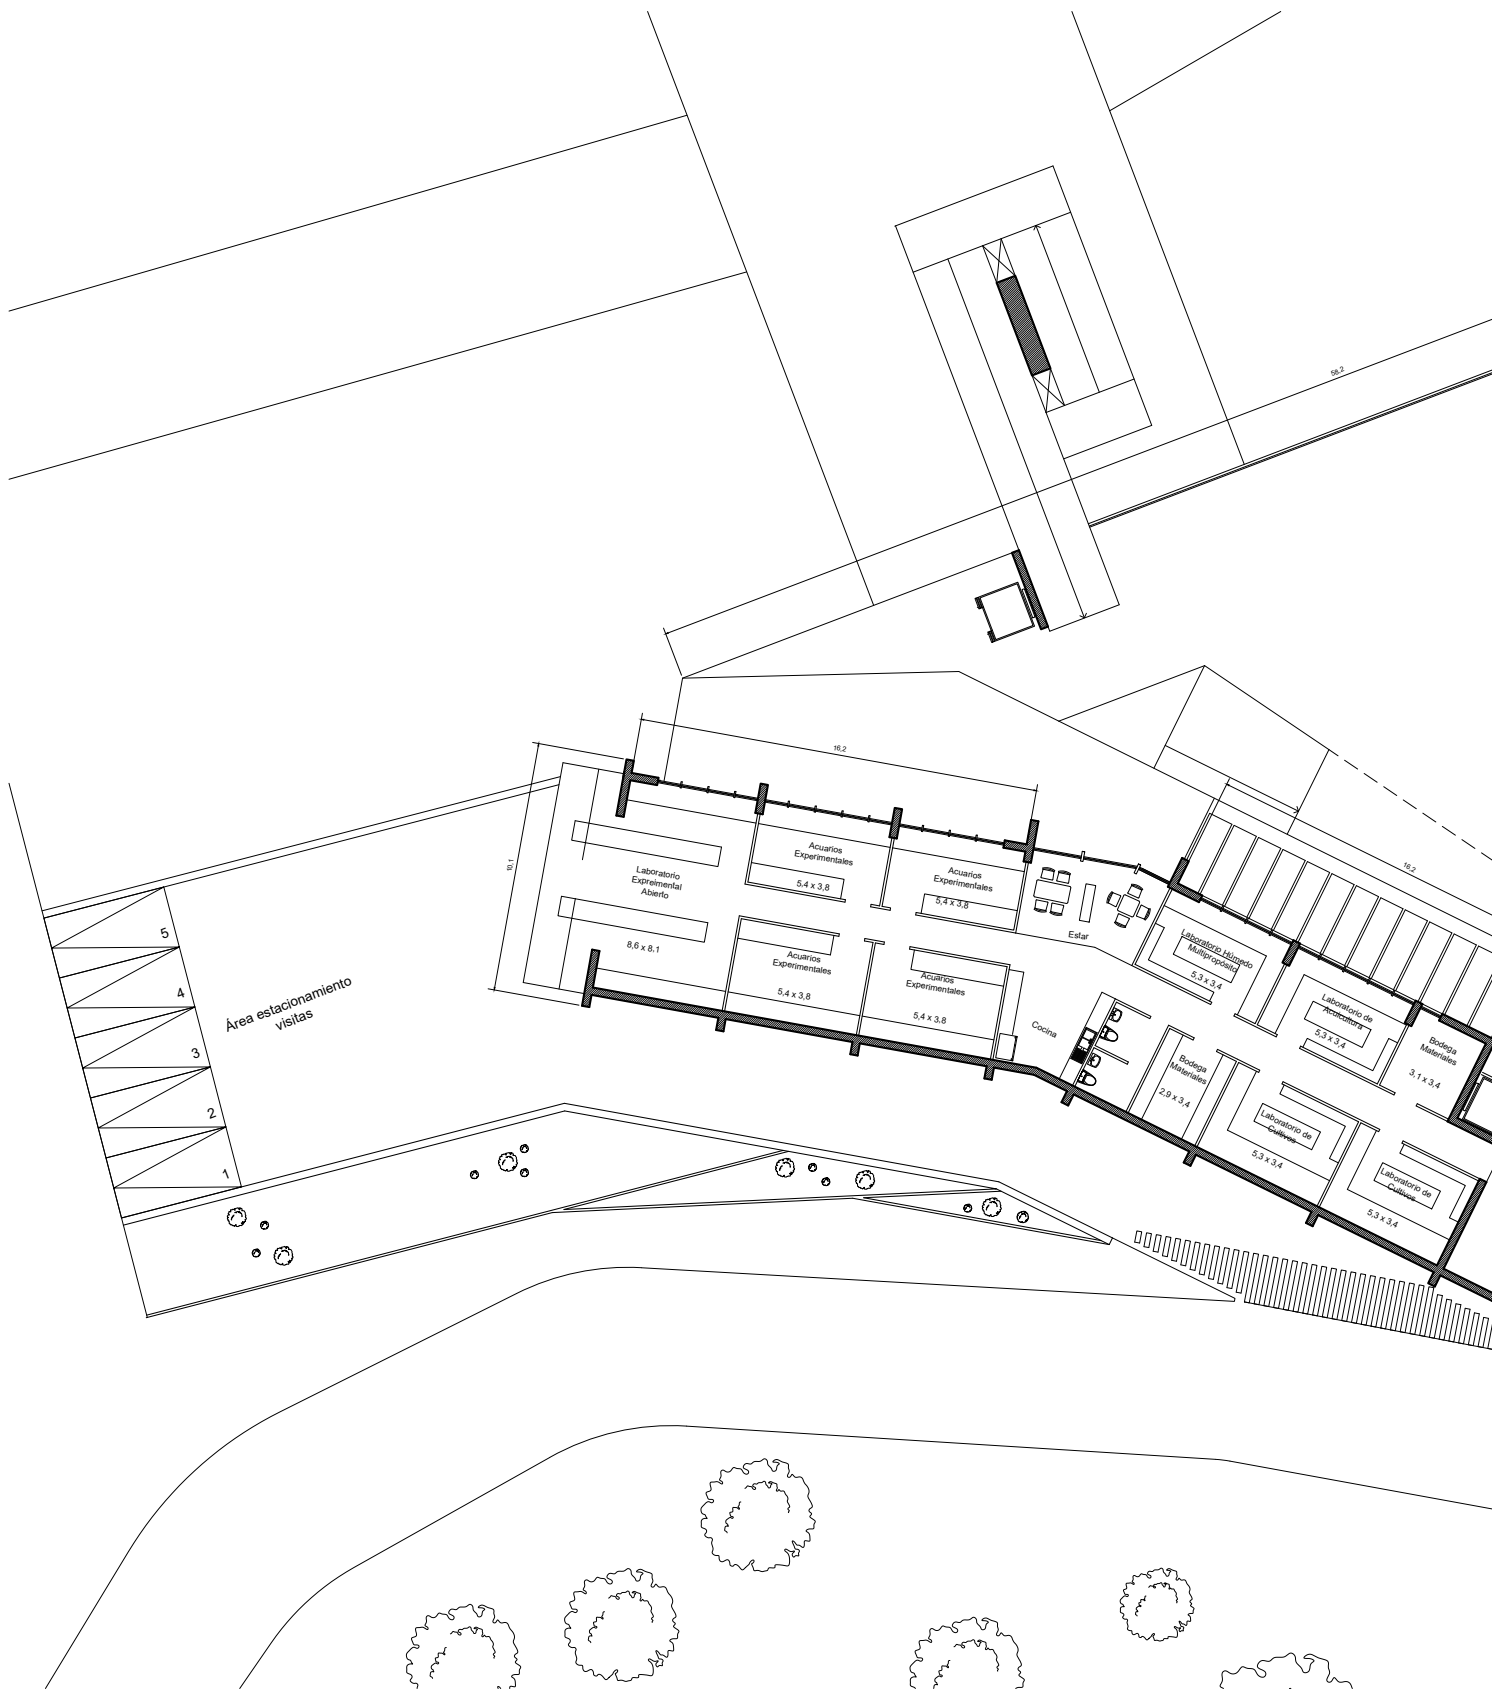 58,2
16,2
10,1
16,2
Acuarios
Experimentales
5,4 x 3,8
Acuarios
Experimentales
5,4 x 3,8
Laboratorio
Expreimental
Abierto
8,6 x 8.1
Acuarios
Experimentales
5,4 x 3,8
Acuarios
Experimentales
5,4 x 3.8
Estar
Cocina
Laboratorio Húmedo
Multipropósito
5,3 x 3,4
Laboratorio de
Acuicultura
5,3 x 3,4
Bodega
Materiales
3,1 x 3,4
Bodega
Materiales
2,9 x 3,4
Laboratorio de
Cultivos
5,3 x 3,4
Laboratorio de
Cultivos
5,3 x 3,4
Área estacionamiento
visitas
5
4
3
2
1